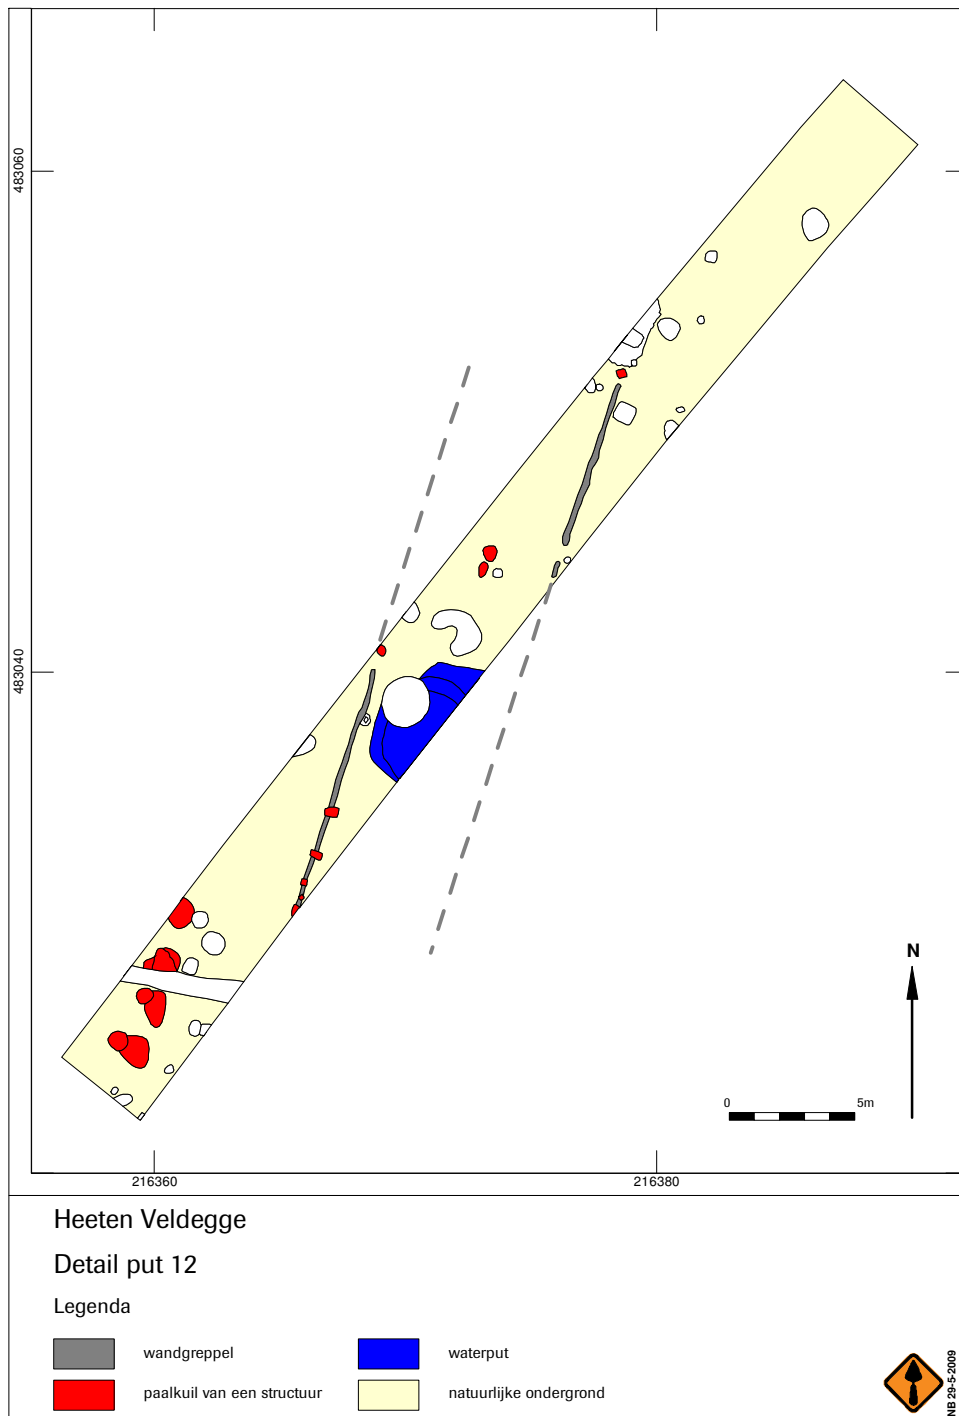 483060
483040
N
0 5m
216360 216380
Heeten Veldegge
Detail put 12
Legenda
wandgreppel waterput
paalkuil van een structuur natuurlijke ondergrond
NB 29-5-2009